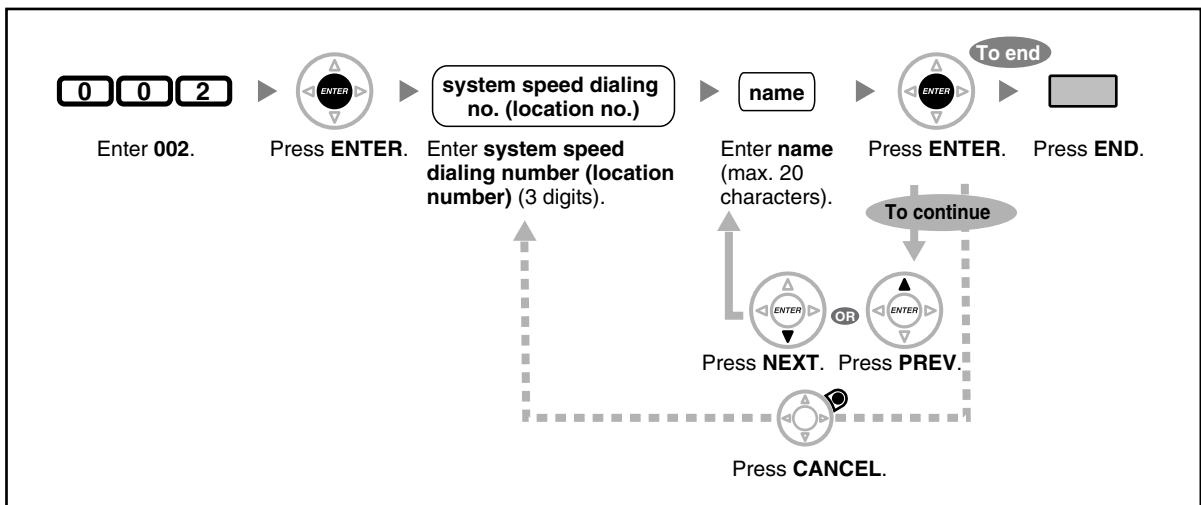 To end
0 0 2
ENTER
system speed dialing
no. (location no.)
name
ENTER
Enter 002.
Press ENTER.
Enter system speed
dialing number (location
number) (3 digits).
Enter name
(max. 20
characters).
Press ENTER.
Press END.
To continue
ENTER
OR
ENTER
Press NEXT.
Press PREV.
Press CANCEL.